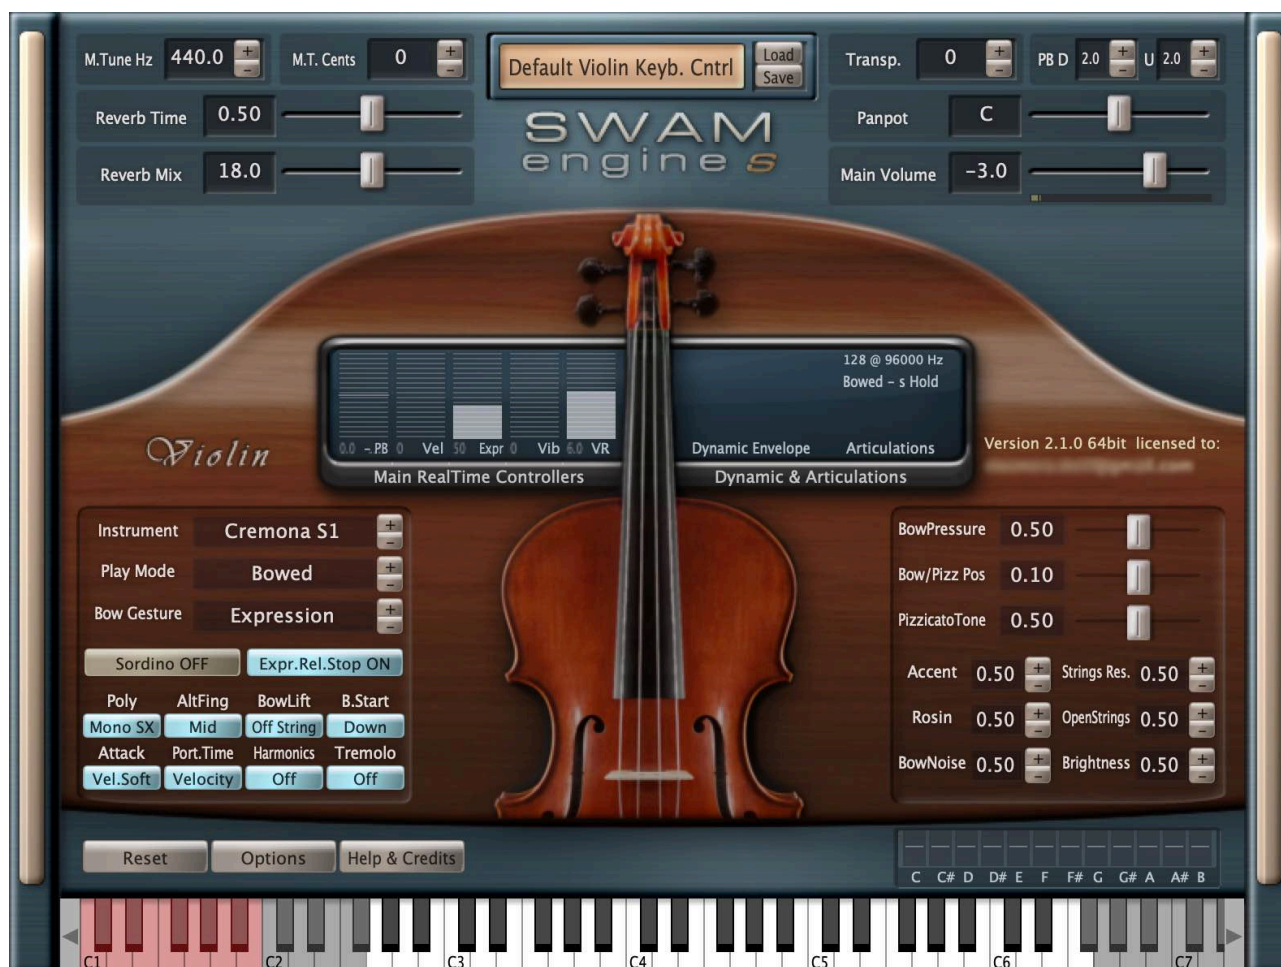 M.Tune Hz 440.0 + - M.T. Cents 0 + -
Default Violin Keyb. Cntrl Load
Save
Transp. 0 + - PB D 2.0 + - U 2.0 + -
Reverb Time 0.50
SWAM
engine S
Panpot C
Reverb Mix 18.0
Main Volume -3.0
128 @ 96000 Hz
Bowed - s Hold
0.0 -. PB 0 Vel 50 Expr 0 Vib 6.0 VR
Dynamic Envelope Articulations
Main RealTime Controllers
Dynamic & Articulations
Violin
Version 2.1.0 64bit licensed to:
Instrument Cremona S1 + -
Play Mode Bowed + -
Bow Gesture Expression + -
Sordino OFF Expr.Rel.Stop ON
Poly AltFing BowLift B.Start
Mono SX Mid Off String Down
Attack Port.Time Harmonics Tremolo
Vel.Soft Velocity Off Off
BowPressure 0.50
Bow/Pizz Pos 0.10
PizzicatoTone 0.50
Accent 0.50 + - Strings Res. 0.50 + -
Rosin 0.50 + - OpenStrings 0.50 + -
BowNoise 0.50 + - Brightness 0.50 + -
Reset Options Help & Credits
C C# D D# E F F# G G# A A# B
C1 C2 C3 C4 C5 C6 C7